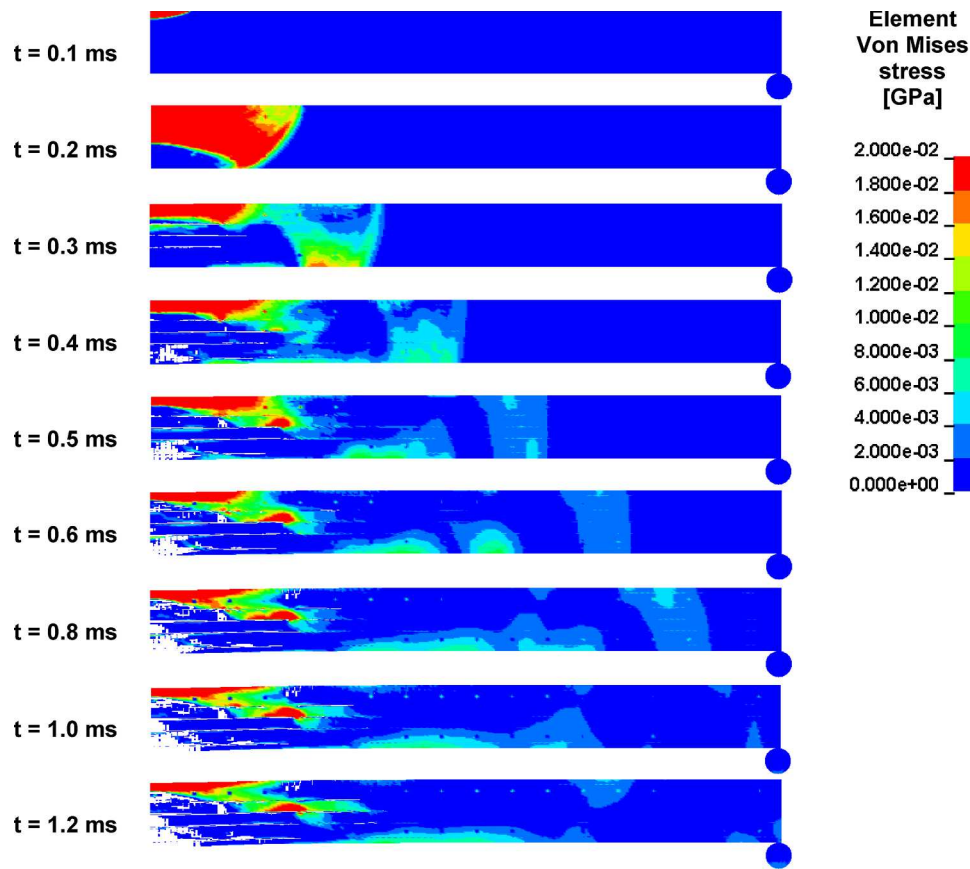 t = 0.1 ms
t = 0.2 ms
t = 0.3 ms
t = 0.4 ms
t = 0.5 ms
t = 0.6 ms
t = 0.8 ms
t = 1.0 ms
t = 1.2 ms
Element
Von Mises
stress
[GPa]
2.000e-02
1.800e-02
1.600e-02
1.400e-02
1.200e-02
1.000e-02
8.000e-03
6.000e-03
4.000e-03
2.000e-03
0.000e+00